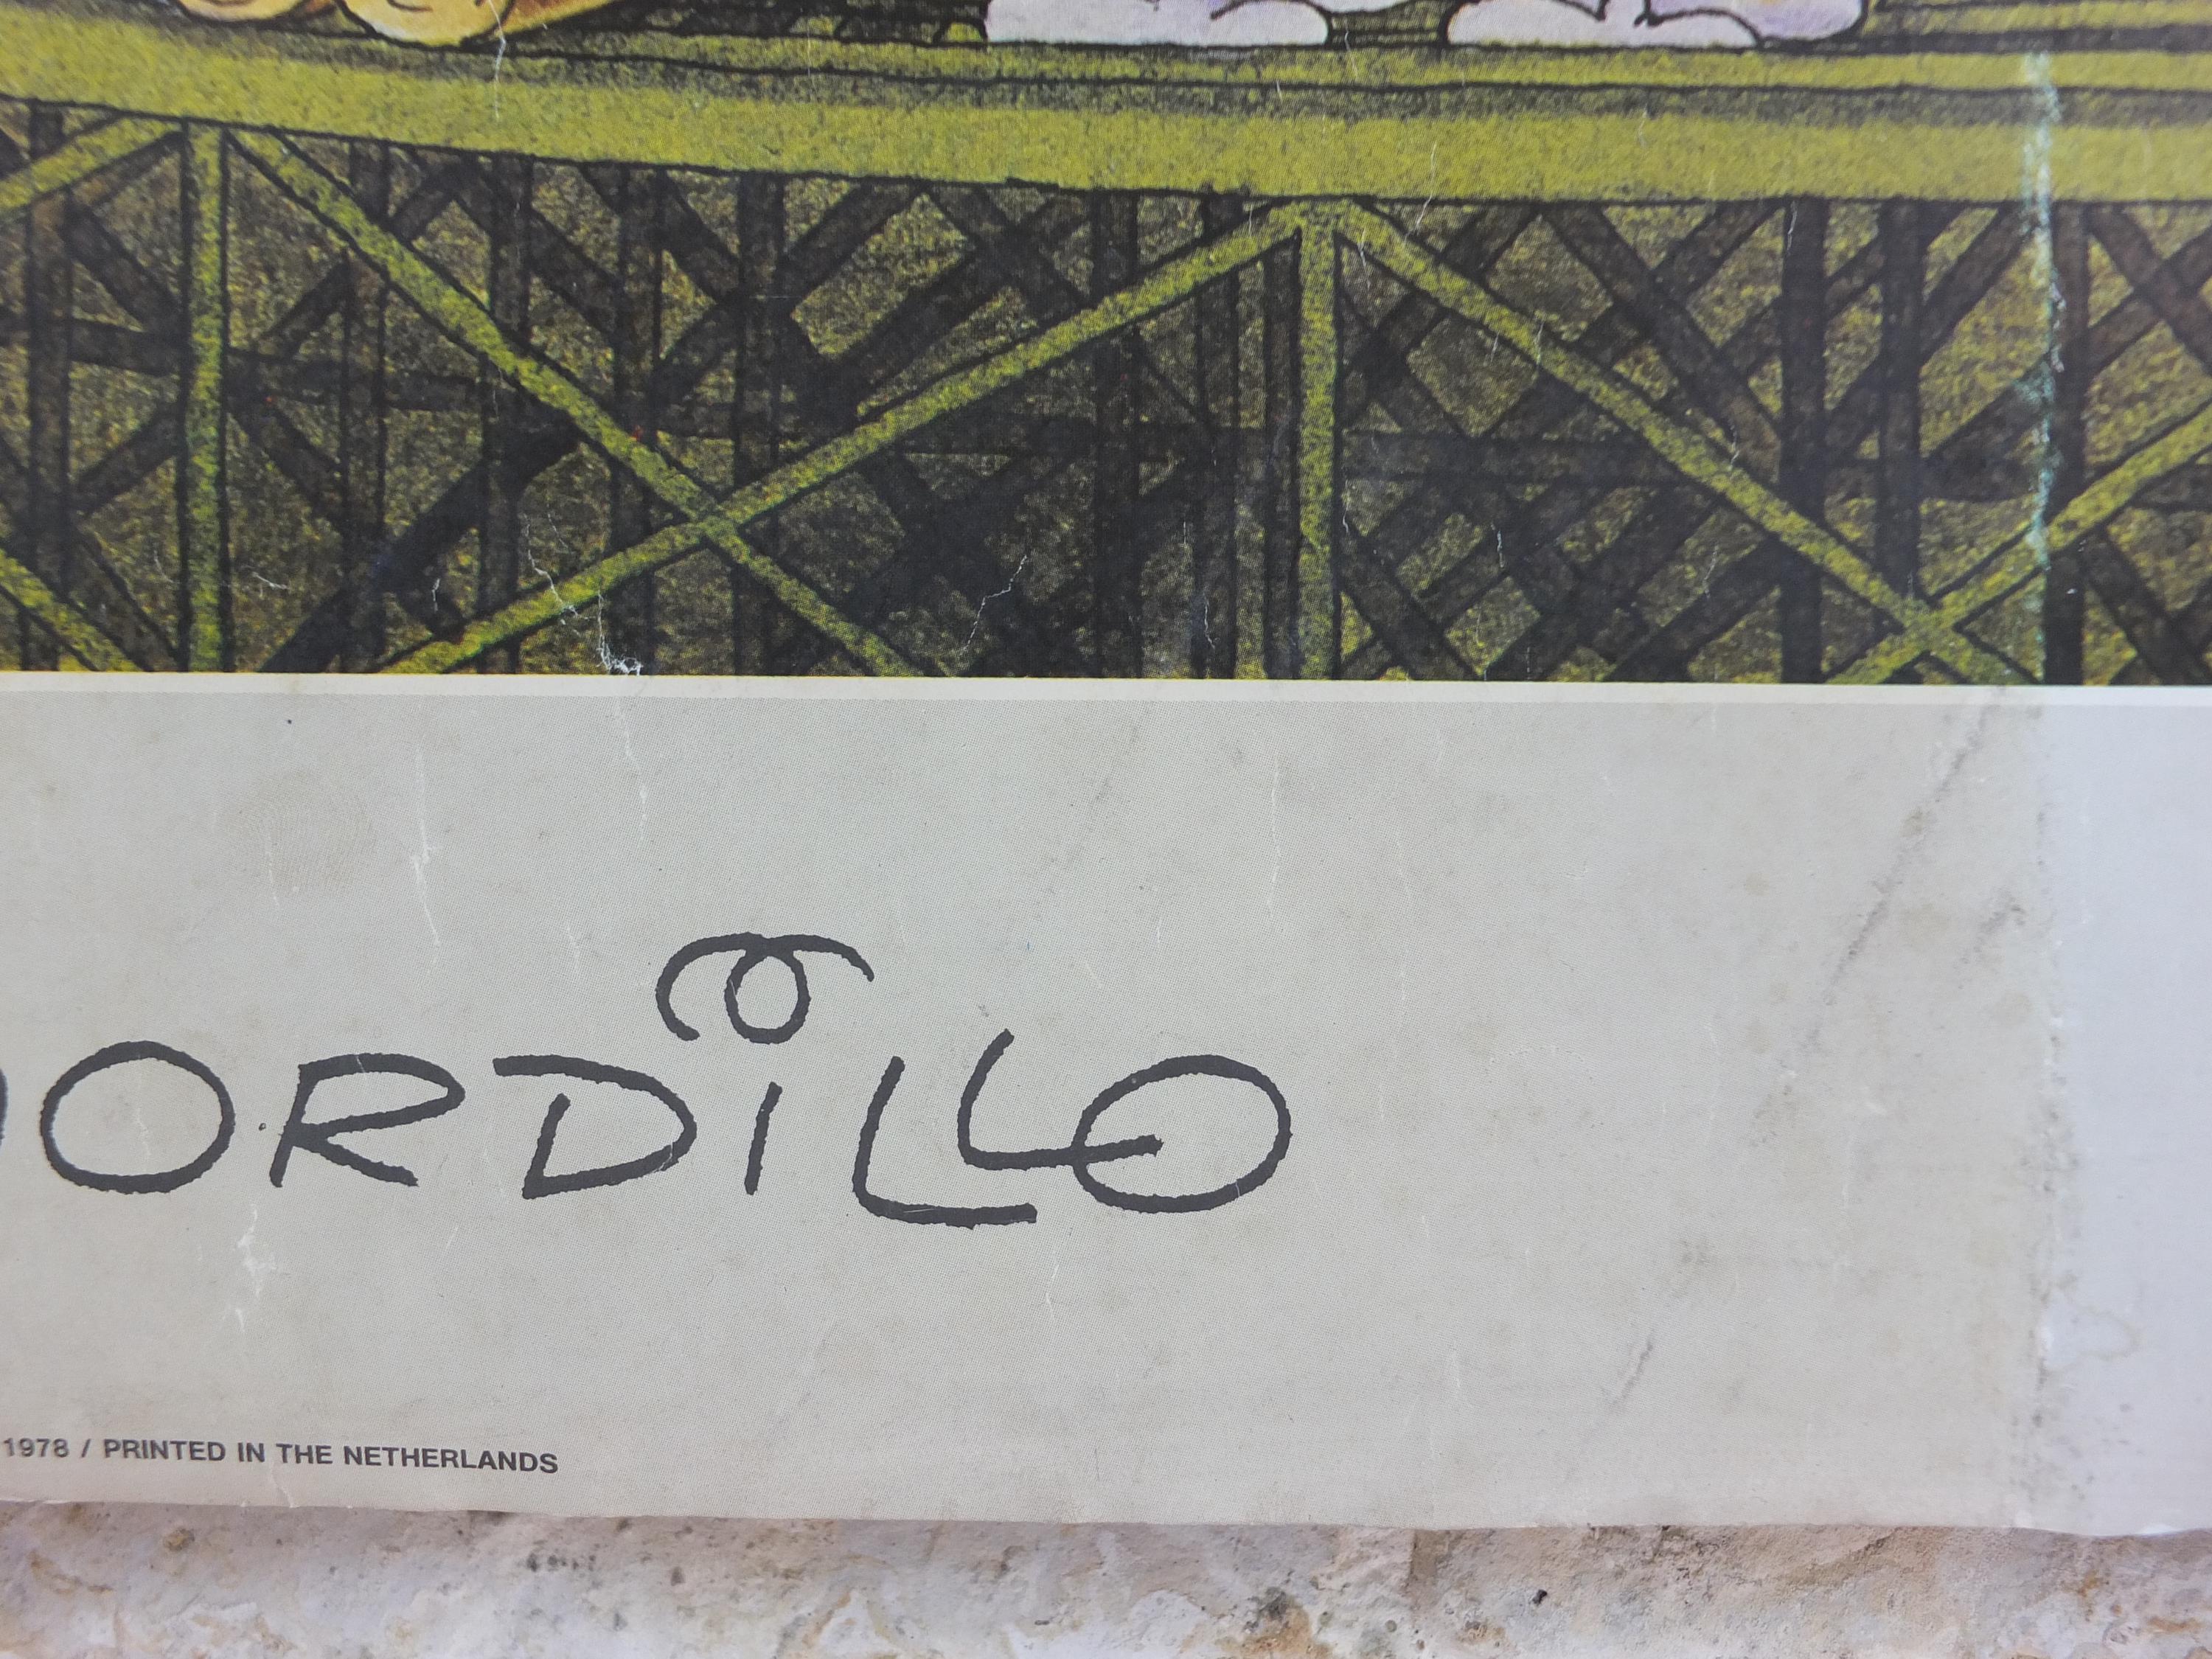 ORDiLLO
1978 / PRINTED IN THE NETHERLANDS